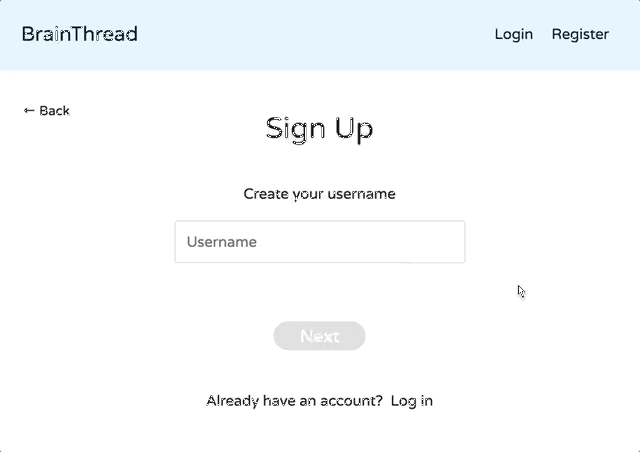 BrainThread Login Register
← Back
Sign Up
Create your username
Username
Next
Already have an account? Log in